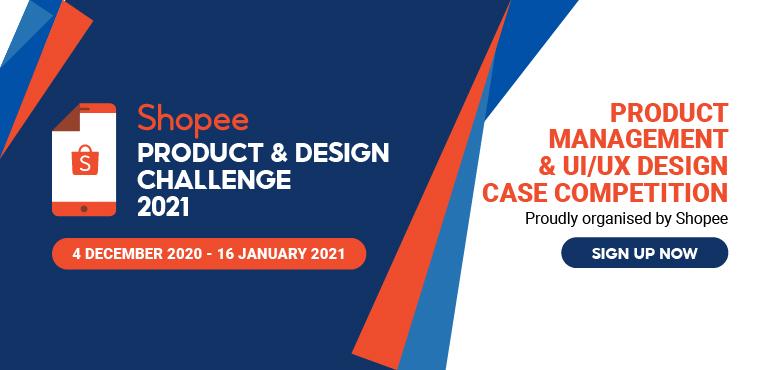 Shopee
PRODUCT & DESIGN
CHALLENGE
2021
4 DECEMBER 2020 - 16 JANUARY 2021
PRODUCT
MANAGEMENT
& UI/UX DESIGN
CASE COMPETITION
Proudly organised by Shopee
SIGN UP NOW